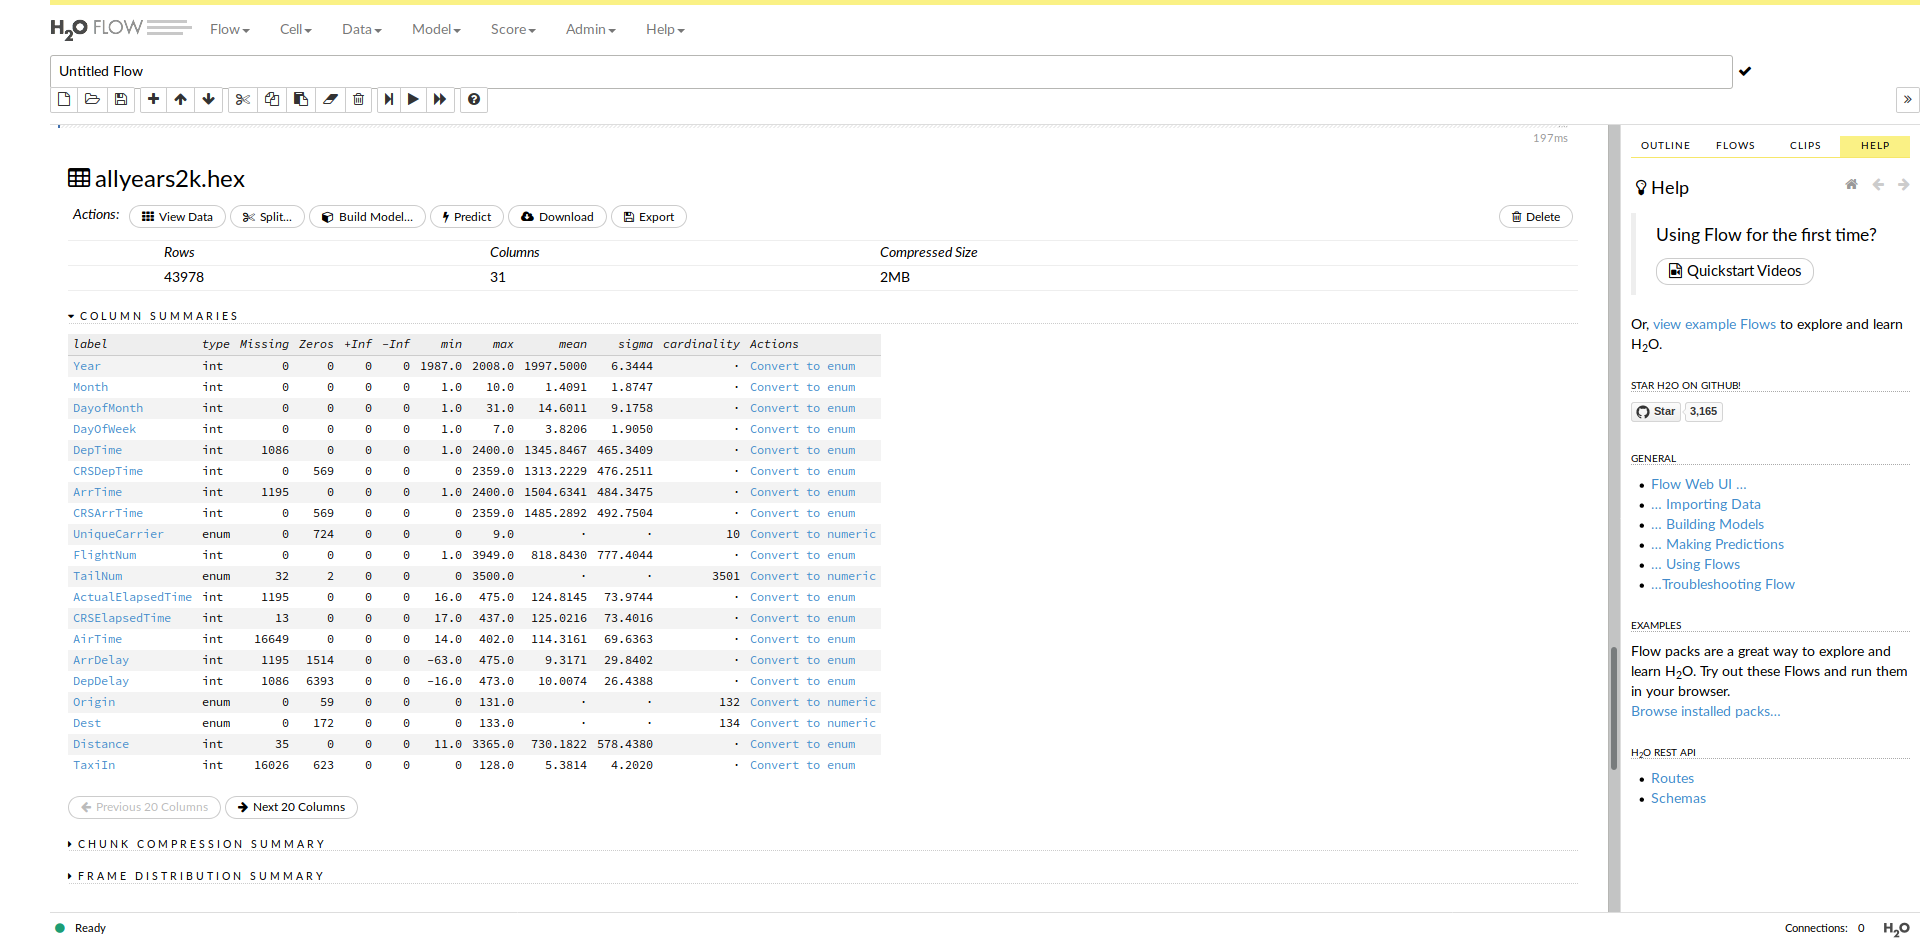 H2O FLOW Flow Cell Data Model Score Admin Help
Untitled Flow
197ms
allyears2k.hex
Actions: View Data Split... Build Model... Predict Download Export Delete
Rows Columns Compressed Size
43978 31 2MB
COLUMN SUMMARIES
label type Missing Zeros +Inf -Inf min max mean sigma cardinality Actions
Year int 0 0 0 0 1987.0 2008.0 1997.5000 6.3444 · Convert to enum
Month int 0 0 0 0 1.0 10.0 1.4091 1.8747 · Convert to enum
DayofMonth int 0 0 0 0 1.0 31.0 14.6011 9.1758 · Convert to enum
DayOfWeek int 0 0 0 0 1.0 7.0 3.8206 1.9050 · Convert to enum
DepTime int 1086 0 0 0 1.0 2400.0 1345.8467 465.3409 · Convert to enum
CRSDepTime int 0 569 0 0 0 2359.0 1313.2229 476.2511 · Convert to enum
ArrTime int 1195 0 0 0 1.0 2400.0 1504.6341 484.3475 · Convert to enum
CRSArrTime int 0 569 0 0 0 2359.0 1485.2892 492.7504 · Convert to enum
UniqueCarrier enum 0 724 0 0 0 9.0 · · 10 Convert to numeric
FlightNum int 0 0 0 0 1.0 3949.0 818.8430 777.4044 · Convert to enum
TailNum enum 32 2 0 0 0 3500.0 · · 3501 Convert to numeric
ActualElapsedTime int 1195 0 0 0 16.0 475.0 124.8145 73.9744 · Convert to enum
CRSElapsedTime int 13 0 0 0 17.0 437.0 125.0216 73.4016 · Convert to enum
AirTime int 16649 0 0 0 14.0 402.0 114.3161 69.6363 · Convert to enum
ArrDelay int 1195 1514 0 0 -63.0 475.0 9.3171 29.8402 · Convert to enum
DepDelay int 1086 6393 0 0 -16.0 473.0 10.0074 26.4388 · Convert to enum
Origin enum 0 59 0 0 0 131.0 · · 132 Convert to numeric
Dest enum 0 172 0 0 0 133.0 · · 134 Convert to numeric
Distance int 35 0 0 0 11.0 3365.0 730.1822 578.4380 · Convert to enum
TaxiIn int 16026 623 0 0 0 128.0 5.3814 4.2020 · Convert to enum
Previous 20 Columns Next 20 Columns
CHUNK COMPRESSION SUMMARY
FRAME DISTRIBUTION SUMMARY
OUTLINE FLOWS CLIPS HELP
Help
Using Flow for the first time?
Quickstart Videos
Or, view example Flows to explore and learn
H2O.
STAR H2O ON GITHUB!
Star 3,165
GENERAL
Flow Web UI ...
... Importing Data
... Building Models
... Making Predictions
... Using Flows
...Troubleshooting Flow
EXAMPLES
Flow packs are a great way to explore and
learn H2O. Try out these Flows and run them
in your browser.
Browse installed packs...
H2O REST API
Routes
Schemas
Ready Connections: 0 H2O